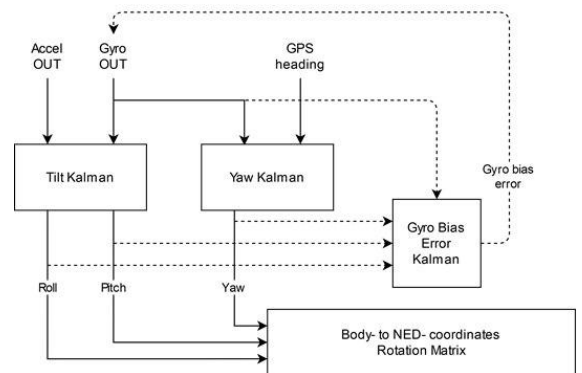 Accel
OUT
Gyro
OUT
GPS
heading
Tilt Kalman
Yaw Kalman
Gyro bias
error
Gyro Bias
Error
Kalman
Roll
Pitch
Yaw
Body- to NED- coordinates
Rotation Matrix